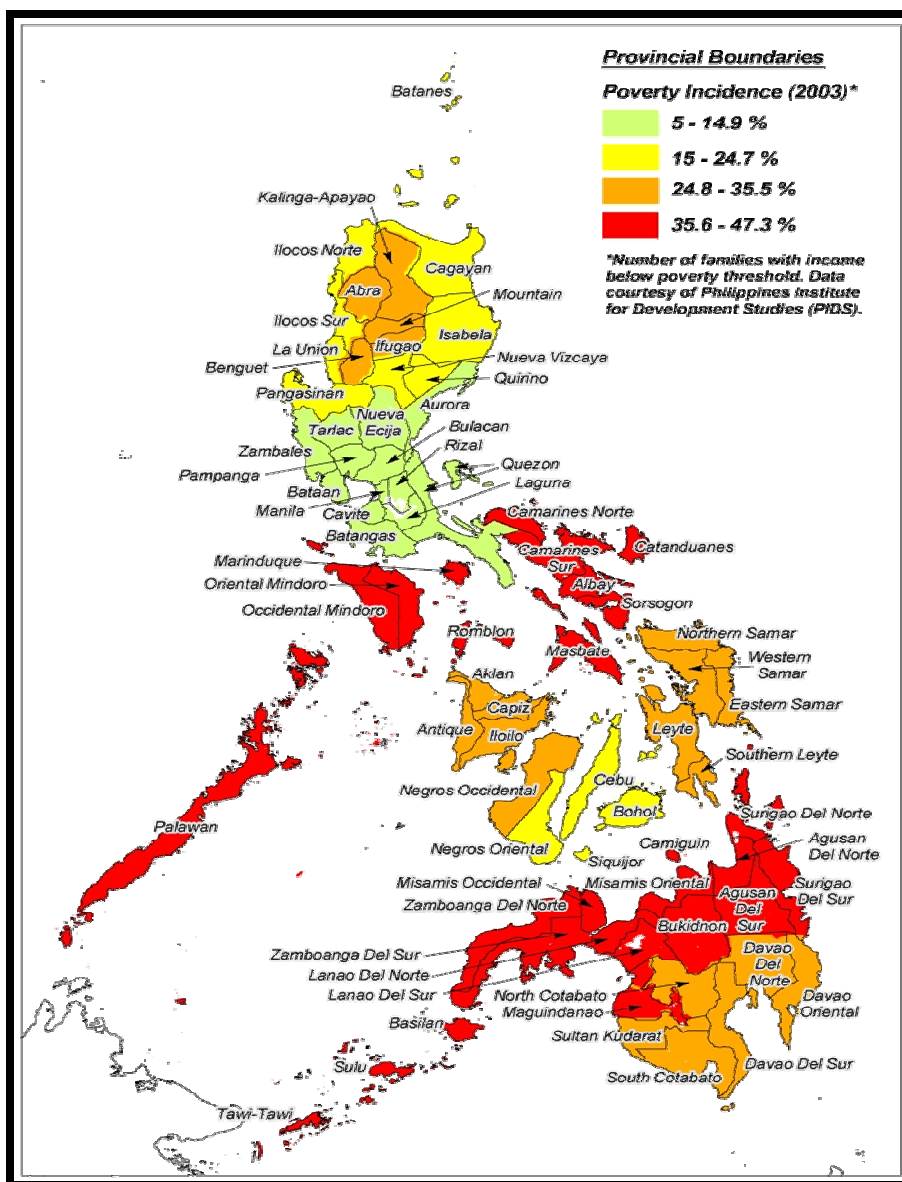 Provincial Boundaries
Poverty Incidence (2003)*
5 - 14.9 %
15 - 24.7 %
24.8 - 35.5 %
35.6 - 47.3 %
*Number of families with income
below poverty threshold. Data
courtesy of Philippines Institute
for Development Studies (PIDS).
Batanes
Kalinga-Apayao
Ilocos Norte
Cagayan
Abra
Mountain
Ilocos Sur
Isabela
La Union
Ifugao
Benguet
Nueva Vizcaya
Quirino
Pangasinan
Aurora
Nueva
Ecija
Tarlac
Bulacan
Zambales
Rizal
Pampanga
Quezon
Bataan
Laguna
Manila
Cavite
Camarines Norte
Batangas
Camarines
Sur
Catanduanes
Marinduque
Oriental Mindoro
Albay
Occidental Mindoro
Sorsogon
Romblon
Northern Samar
Masbate
Western
Samar
Aklan
Eastern Samar
Capiz
Antique
Iloilo
Leyte
Southern Leyte
Negros Occidental
Cebu
Bohol
Surigao Del Norte
Palawan
Negros Oriental
Camiguin
Agusan
Del Norte
Siquijor
Misamis Occidental
Misamis Oriental
Surigao
Del Sur
Zamboanga Del Norte
Agusan
Del
Sur
Bukidnon
Zamboanga Del Sur
Davao
Del
Norte
Lanao Del Norte
Lanao Del Sur
North Cotabato
Davao
Oriental
Maguindanao
Basilan
Sultan Kudarat
Sulu
Davao Del Sur
South Cotabato
Tawi-Tawi